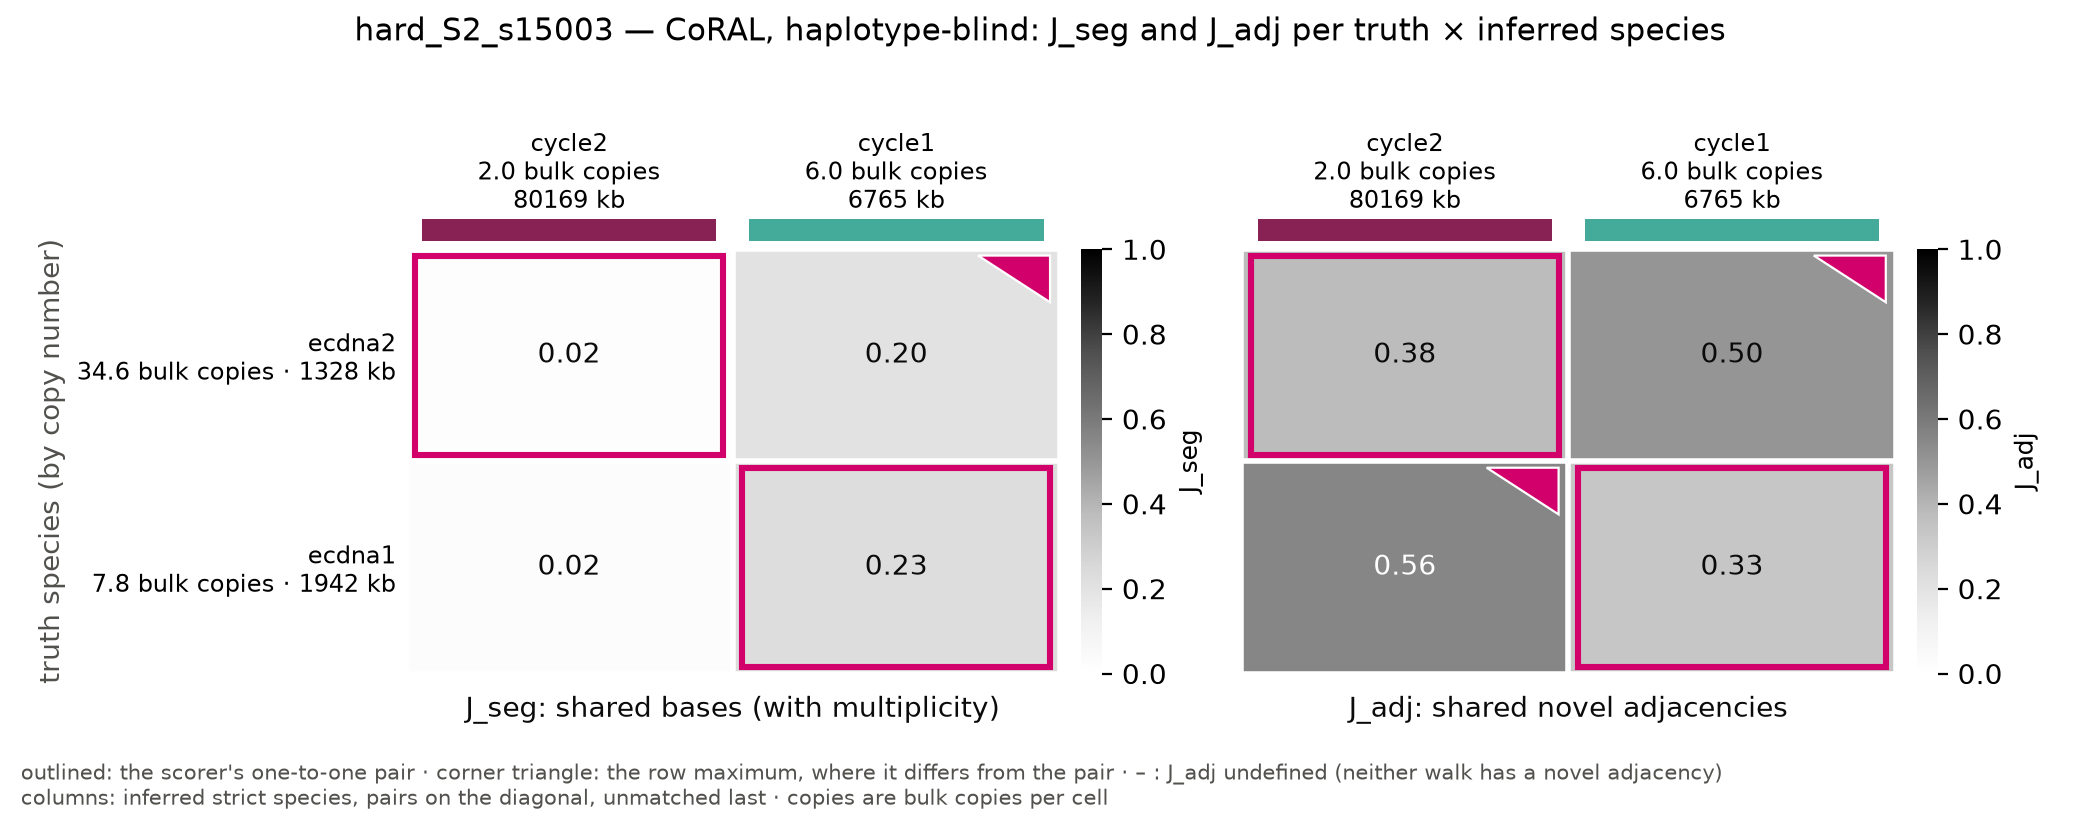 hard_S2_s15003 — CoRAL, haplotype-blind: J_seg and J_adj per truth × inferred species
cycle2
2.0 bulk copies
80169 kb
cycle1
6.0 bulk copies
6765 kb
cycle2
2.0 bulk copies
80169 kb
cycle1
6.0 bulk copies
6765 kb
truth species (by copy number)
ecdna2
34.6 bulk copies · 1328 kb
ecdna1
7.8 bulk copies · 1942 kb
0.02
0.20
0.02
0.23
1.0
0.8
0.6
0.4
0.2
0.0
J_seg
0.38
0.50
0.56
0.33
1.0
0.8
0.6
0.4
0.2
0.0
J_adj
J_seg: shared bases (with multiplicity)
J_adj: shared novel adjacencies
outlined: the scorer's one-to-one pair · corner triangle: the row maximum, where it differs from the pair · – : J_adj undefined (neither walk has a novel adjacency)
columns: inferred strict species, pairs on the diagonal, unmatched last · copies are bulk copies per cell